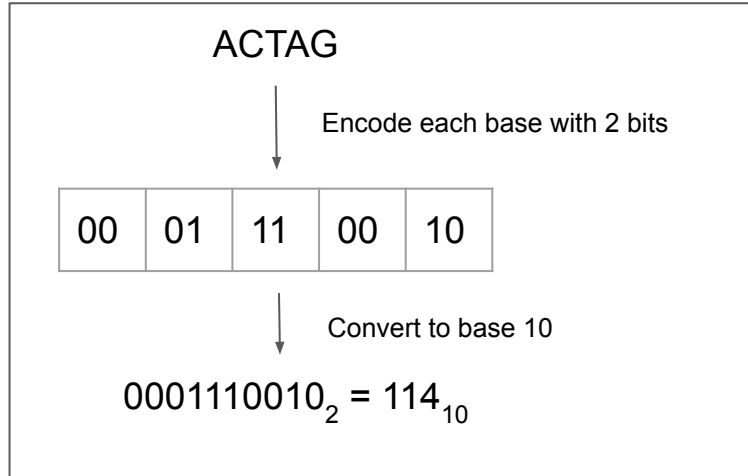 ACTAG
Encode each base with 2 bits
00 01 11 00 10
Convert to base 10
0001110010₂ = 114₁₀